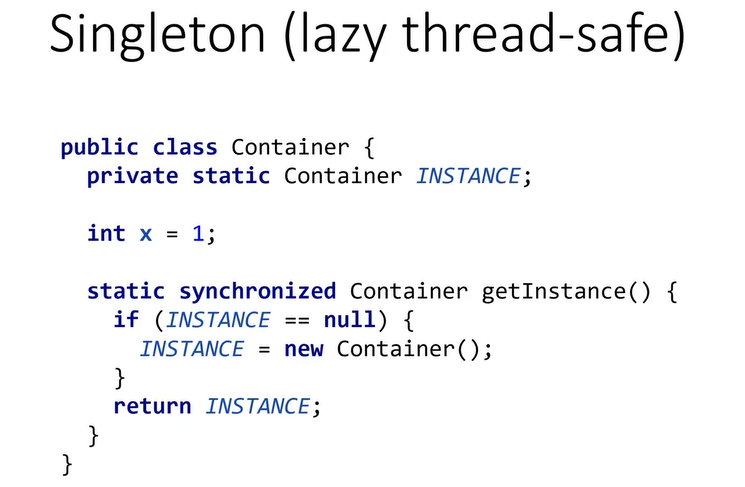 Singleton (lazy thread-safe)
public class Container {
private static Container INSTANCE;
int x = 1;
static synchronized Container getInstance() {
if (INSTANCE == null) {
INSTANCE = new Container();
}
return INSTANCE;
}
}